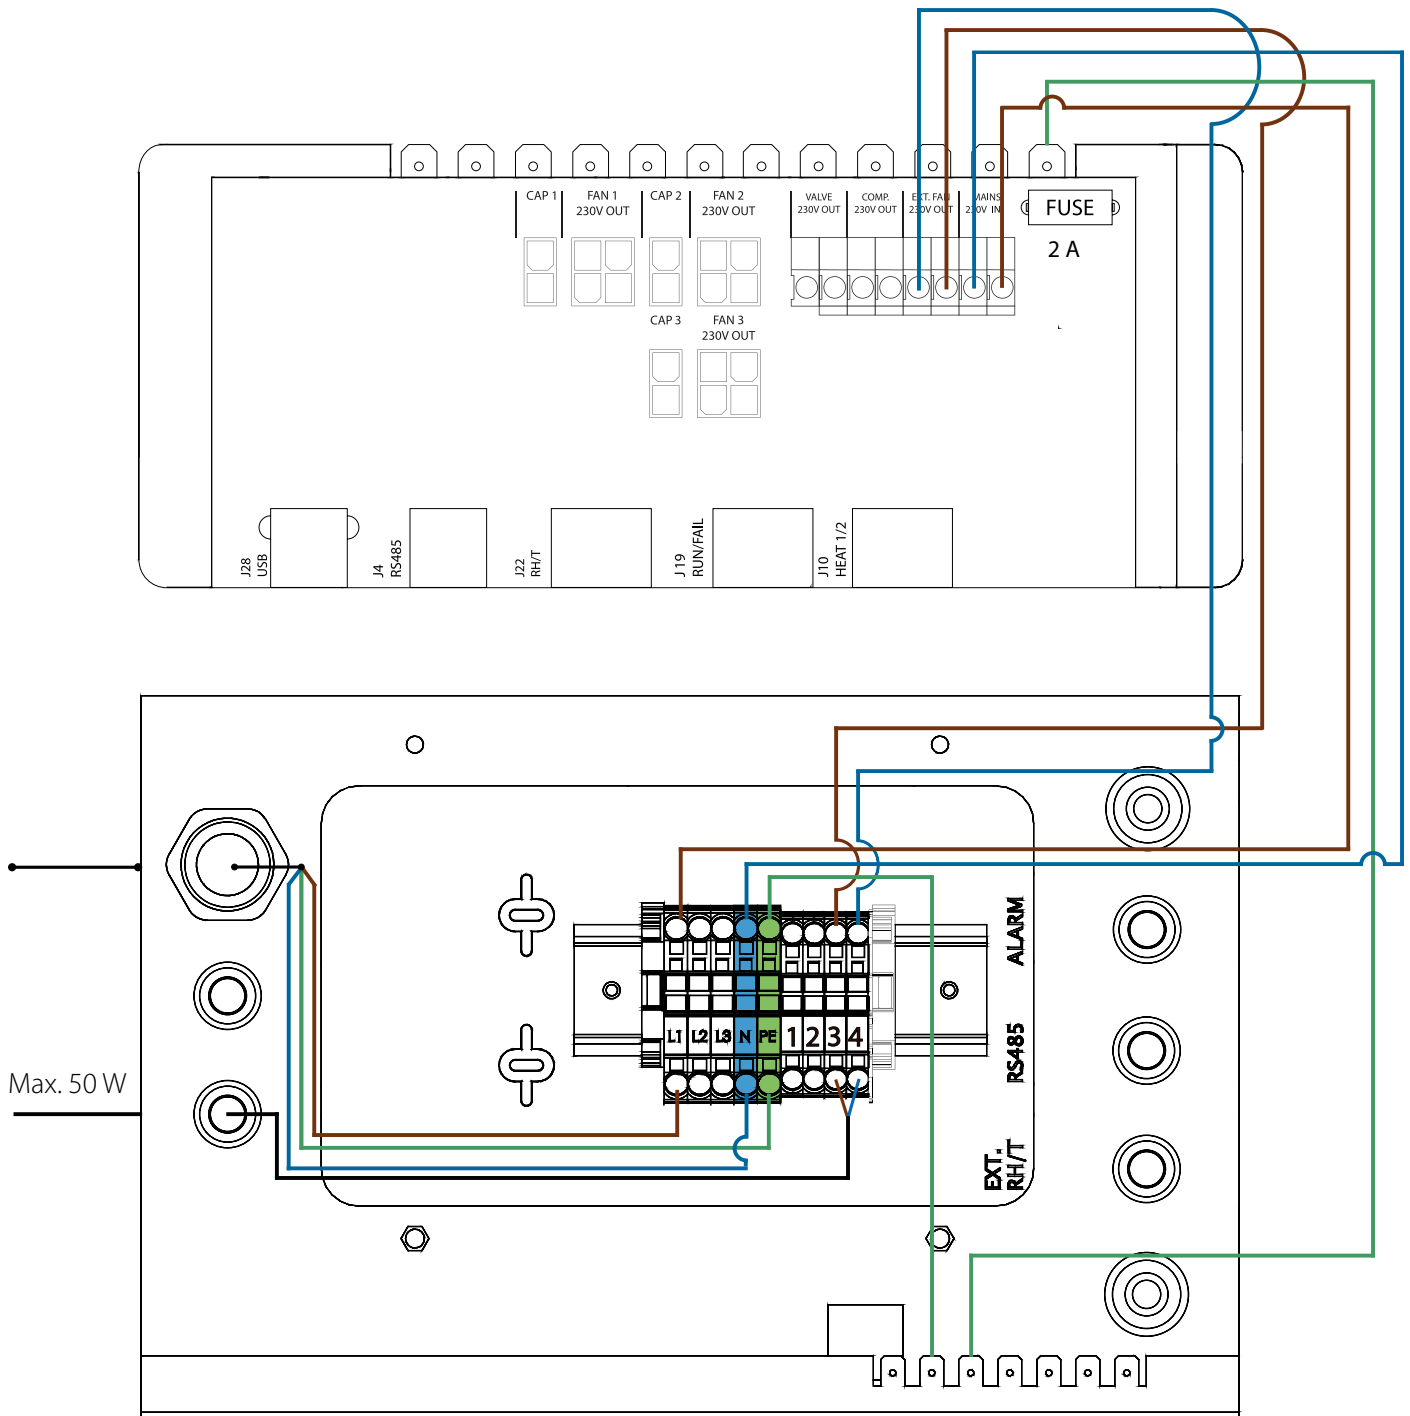 CAP 1
FAN 1
230V OUT
CAP 2
FAN 2
230V OUT
VALVE
230V OUT
COMP.
230V OUT
EXT. FAN
230V OUT
MAINS
230V IN
FUSE
2 A
CAP 3
FAN 3
230V OUT
J28
USB
J4
RS485
J22
RH/T
J 19
RUN/FAIL
J10
HEAT 1/2
ALARM
RS485
EXT.
RH/T
L1 L2 L3 N PE 1 2 3 4
Max. 50 W